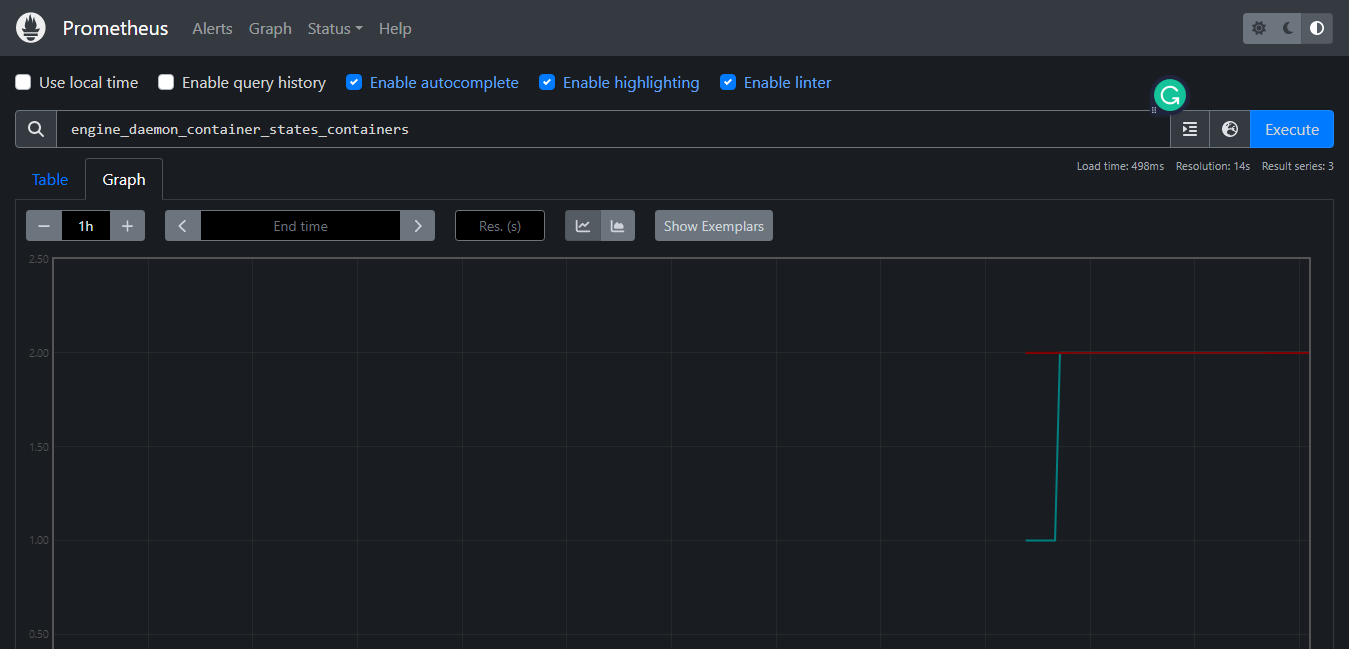 Prometheus Alerts Graph Status Help
Use local time Enable query history Enable autocomplete Enable highlighting Enable linter
engine_daemon_container_states_containers Execute
Load time: 498ms Resolution: 14s Result series: 3
Table Graph
1h End time Res. (s) Show Exemplars
2.50
2.00
1.50
1.00
0.50